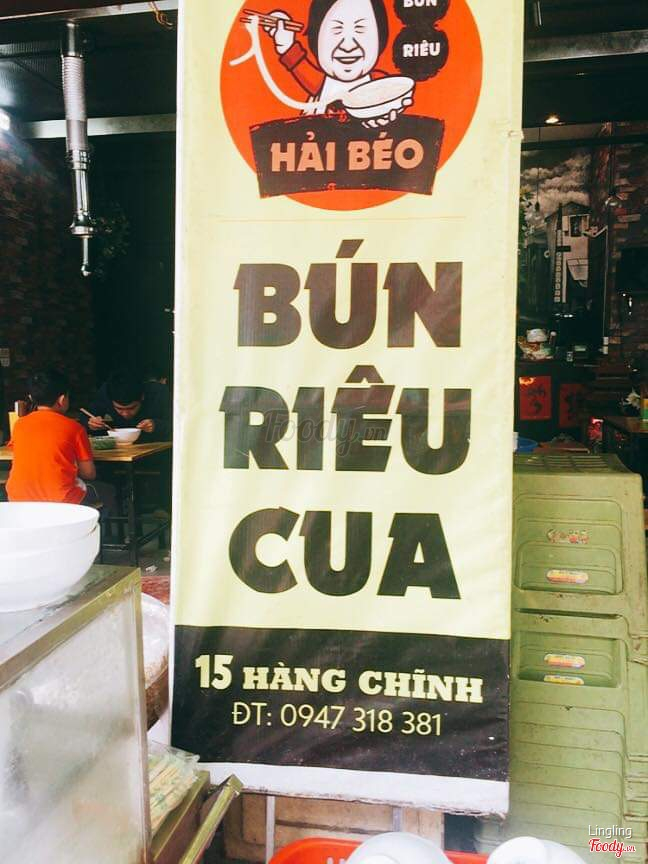 BÚN
RIÊU
HẢI BÉO
BÚN
RIÊU
CUA
Foody.vn
15 HÀNG CHĨNH
ĐT: 0947 318 381
Lingling
Foody.vn